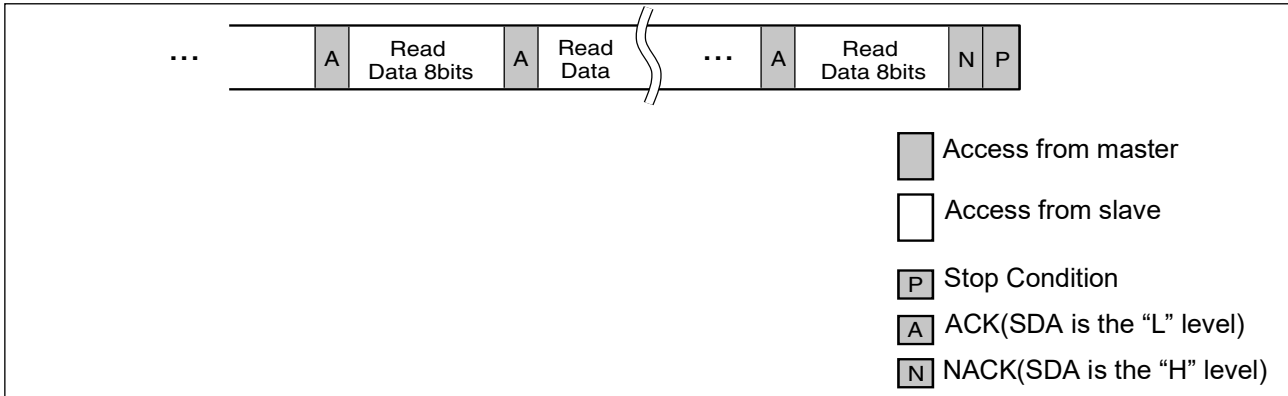 ... A Read Data 8bits A Read Data ... A Read Data 8bits N P
Access from master
Access from slave
P Stop Condition
A ACK(SDA is the “L” level)
N NACK(SDA is the “H” level)